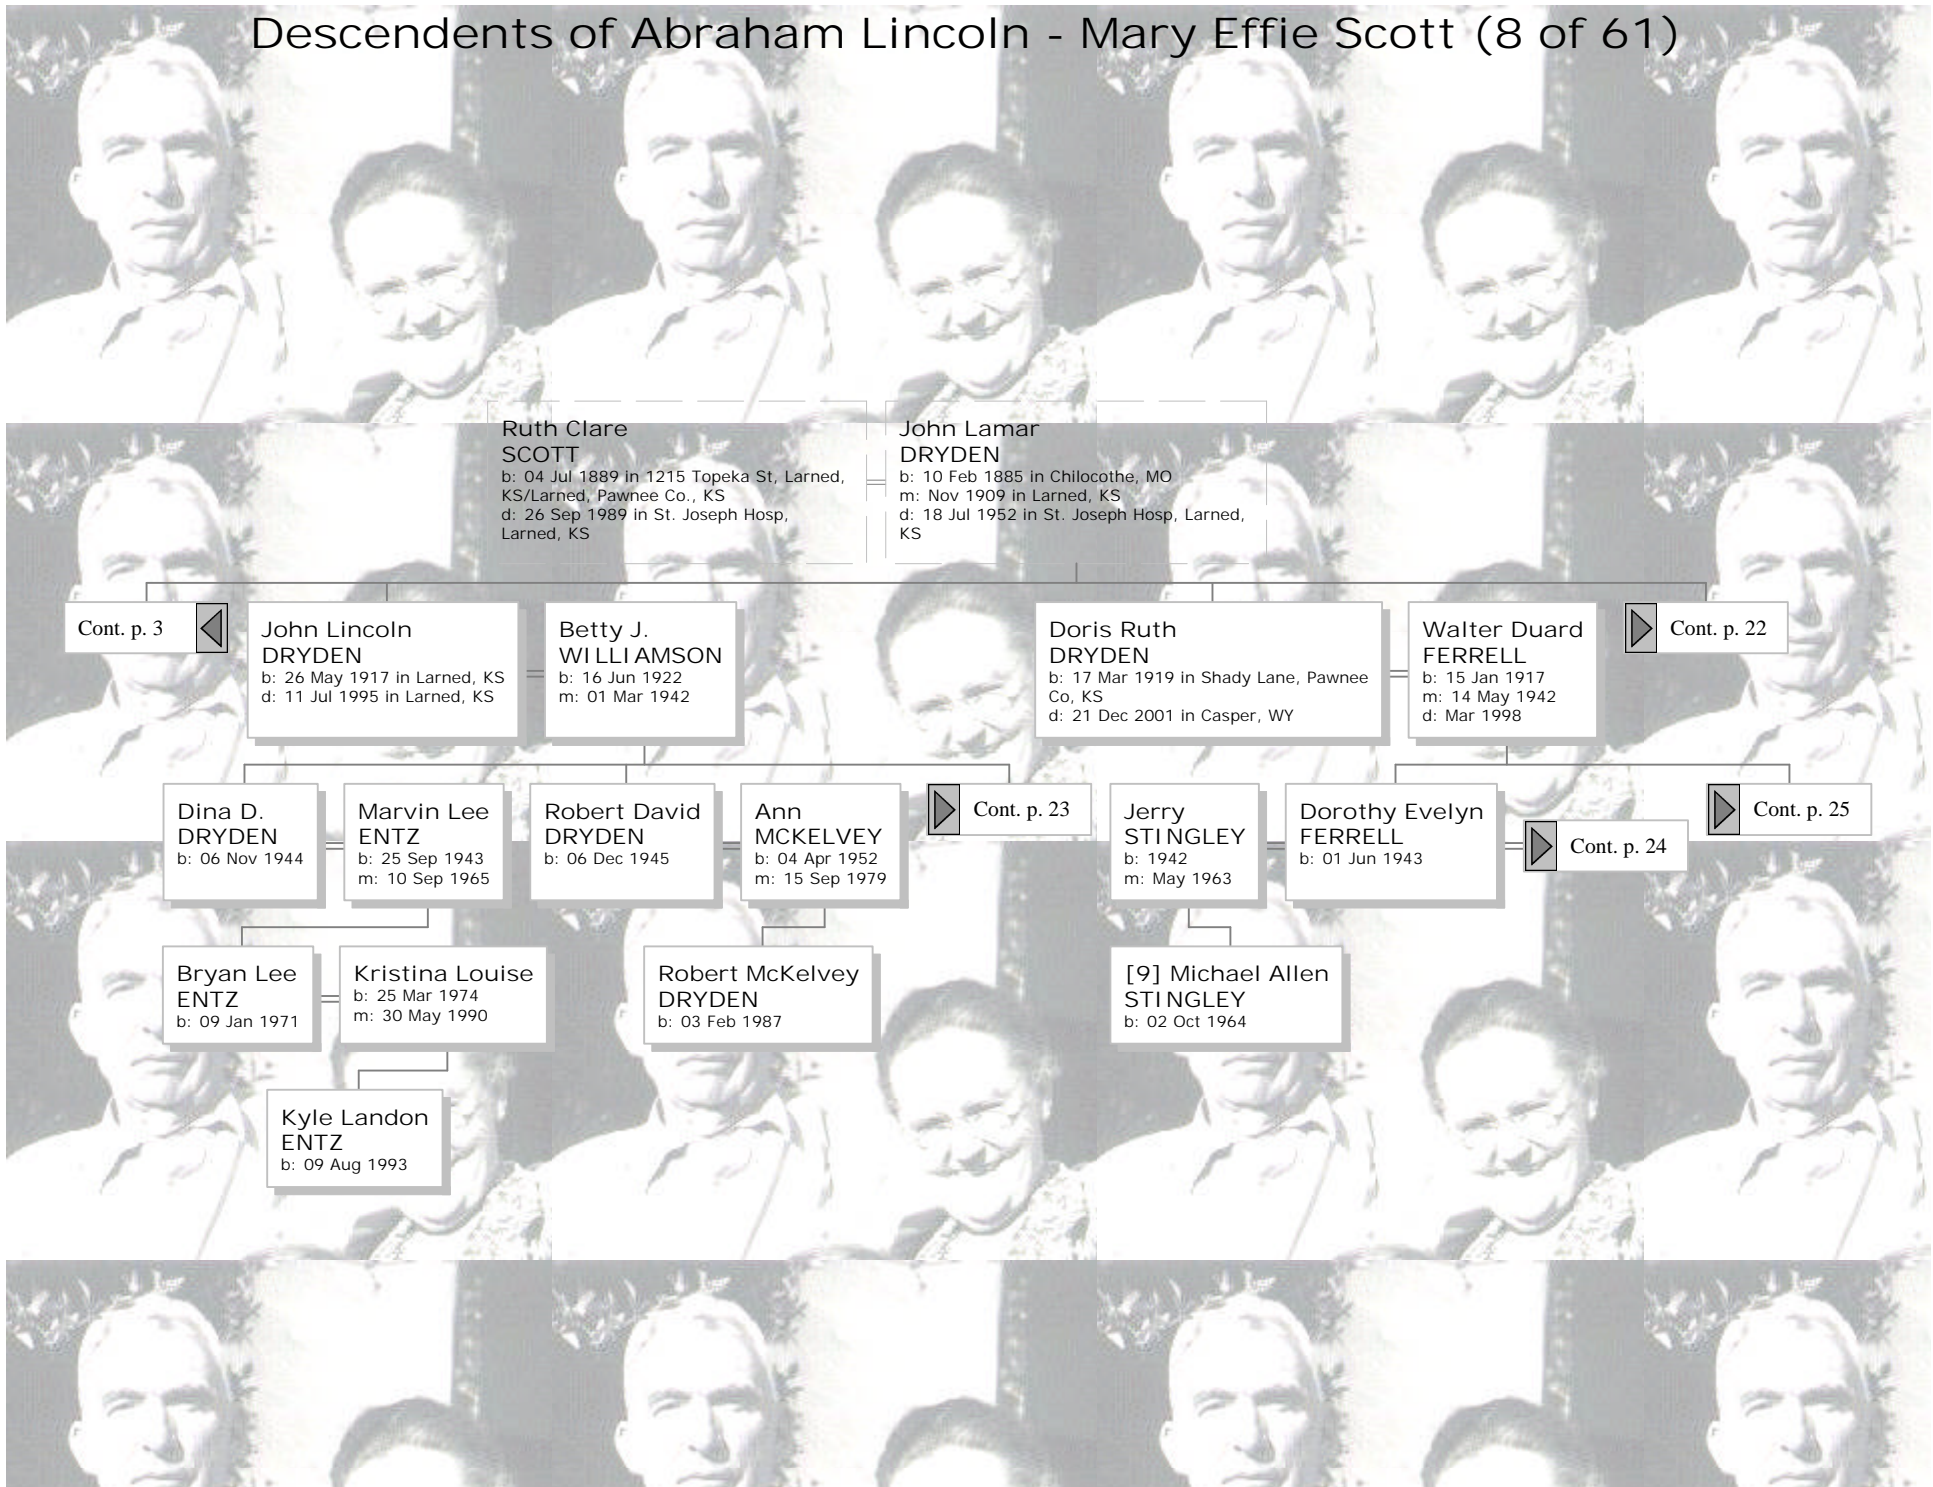 Descendents of Abraham Lincoln - Mary Effie Scott (8 of 61)
Ruth Clare
SCOTT
b: 04 Jul 1889 in 1215 Topeka St, Larned,
KS/Larned, Pawnee Co., KS
d: 26 Sep 1989 in St. Joseph Hosp,
Larned, KS
John Lamar
DRYDEN
b: 10 Feb 1885 in Chilocothe, MO
m: Nov 1909 in Larned, KS
d: 18 Jul 1952 in St. Joseph Hosp, Larned,
KS
Cont. p. 3
John Lincoln
DRYDEN
b: 26 May 1917 in Larned, KS
d: 11 Jul 1995 in Larned, KS
Betty J.
WILLIAMSON
b: 16 Jun 1922
m: 01 Mar 1942
Doris Ruth
DRYDEN
b: 17 Mar 1919 in Shady Lane, Pawnee
Co, KS
d: 21 Dec 2001 in Casper, WY
Walter Duard
FERRELL
b: 15 Jan 1917
m: 14 May 1942
d: Mar 1998
Cont. p. 22
Dina D.
DRYDEN
b: 06 Nov 1944
Marvin Lee
ENTZ
b: 25 Sep 1943
m: 10 Sep 1965
Robert David
DRYDEN
b: 06 Dec 1945
Ann
MCKELVEY
b: 04 Apr 1952
m: 15 Sep 1979
Cont. p. 23
Jerry
STINGLEY
b: 1942
m: May 1963
Dorothy Evelyn
FERRELL
b: 01 Jun 1943
Cont. p. 24
Cont. p. 25
Bryan Lee
ENTZ
b: 09 Jan 1971
Kristina Louise
b: 25 Mar 1974
m: 30 May 1990
Robert McKelvey
DRYDEN
b: 03 Feb 1987
[9] Michael Allen
STINGLEY
b: 02 Oct 1964
Kyle Landon
ENTZ
b: 09 Aug 1993